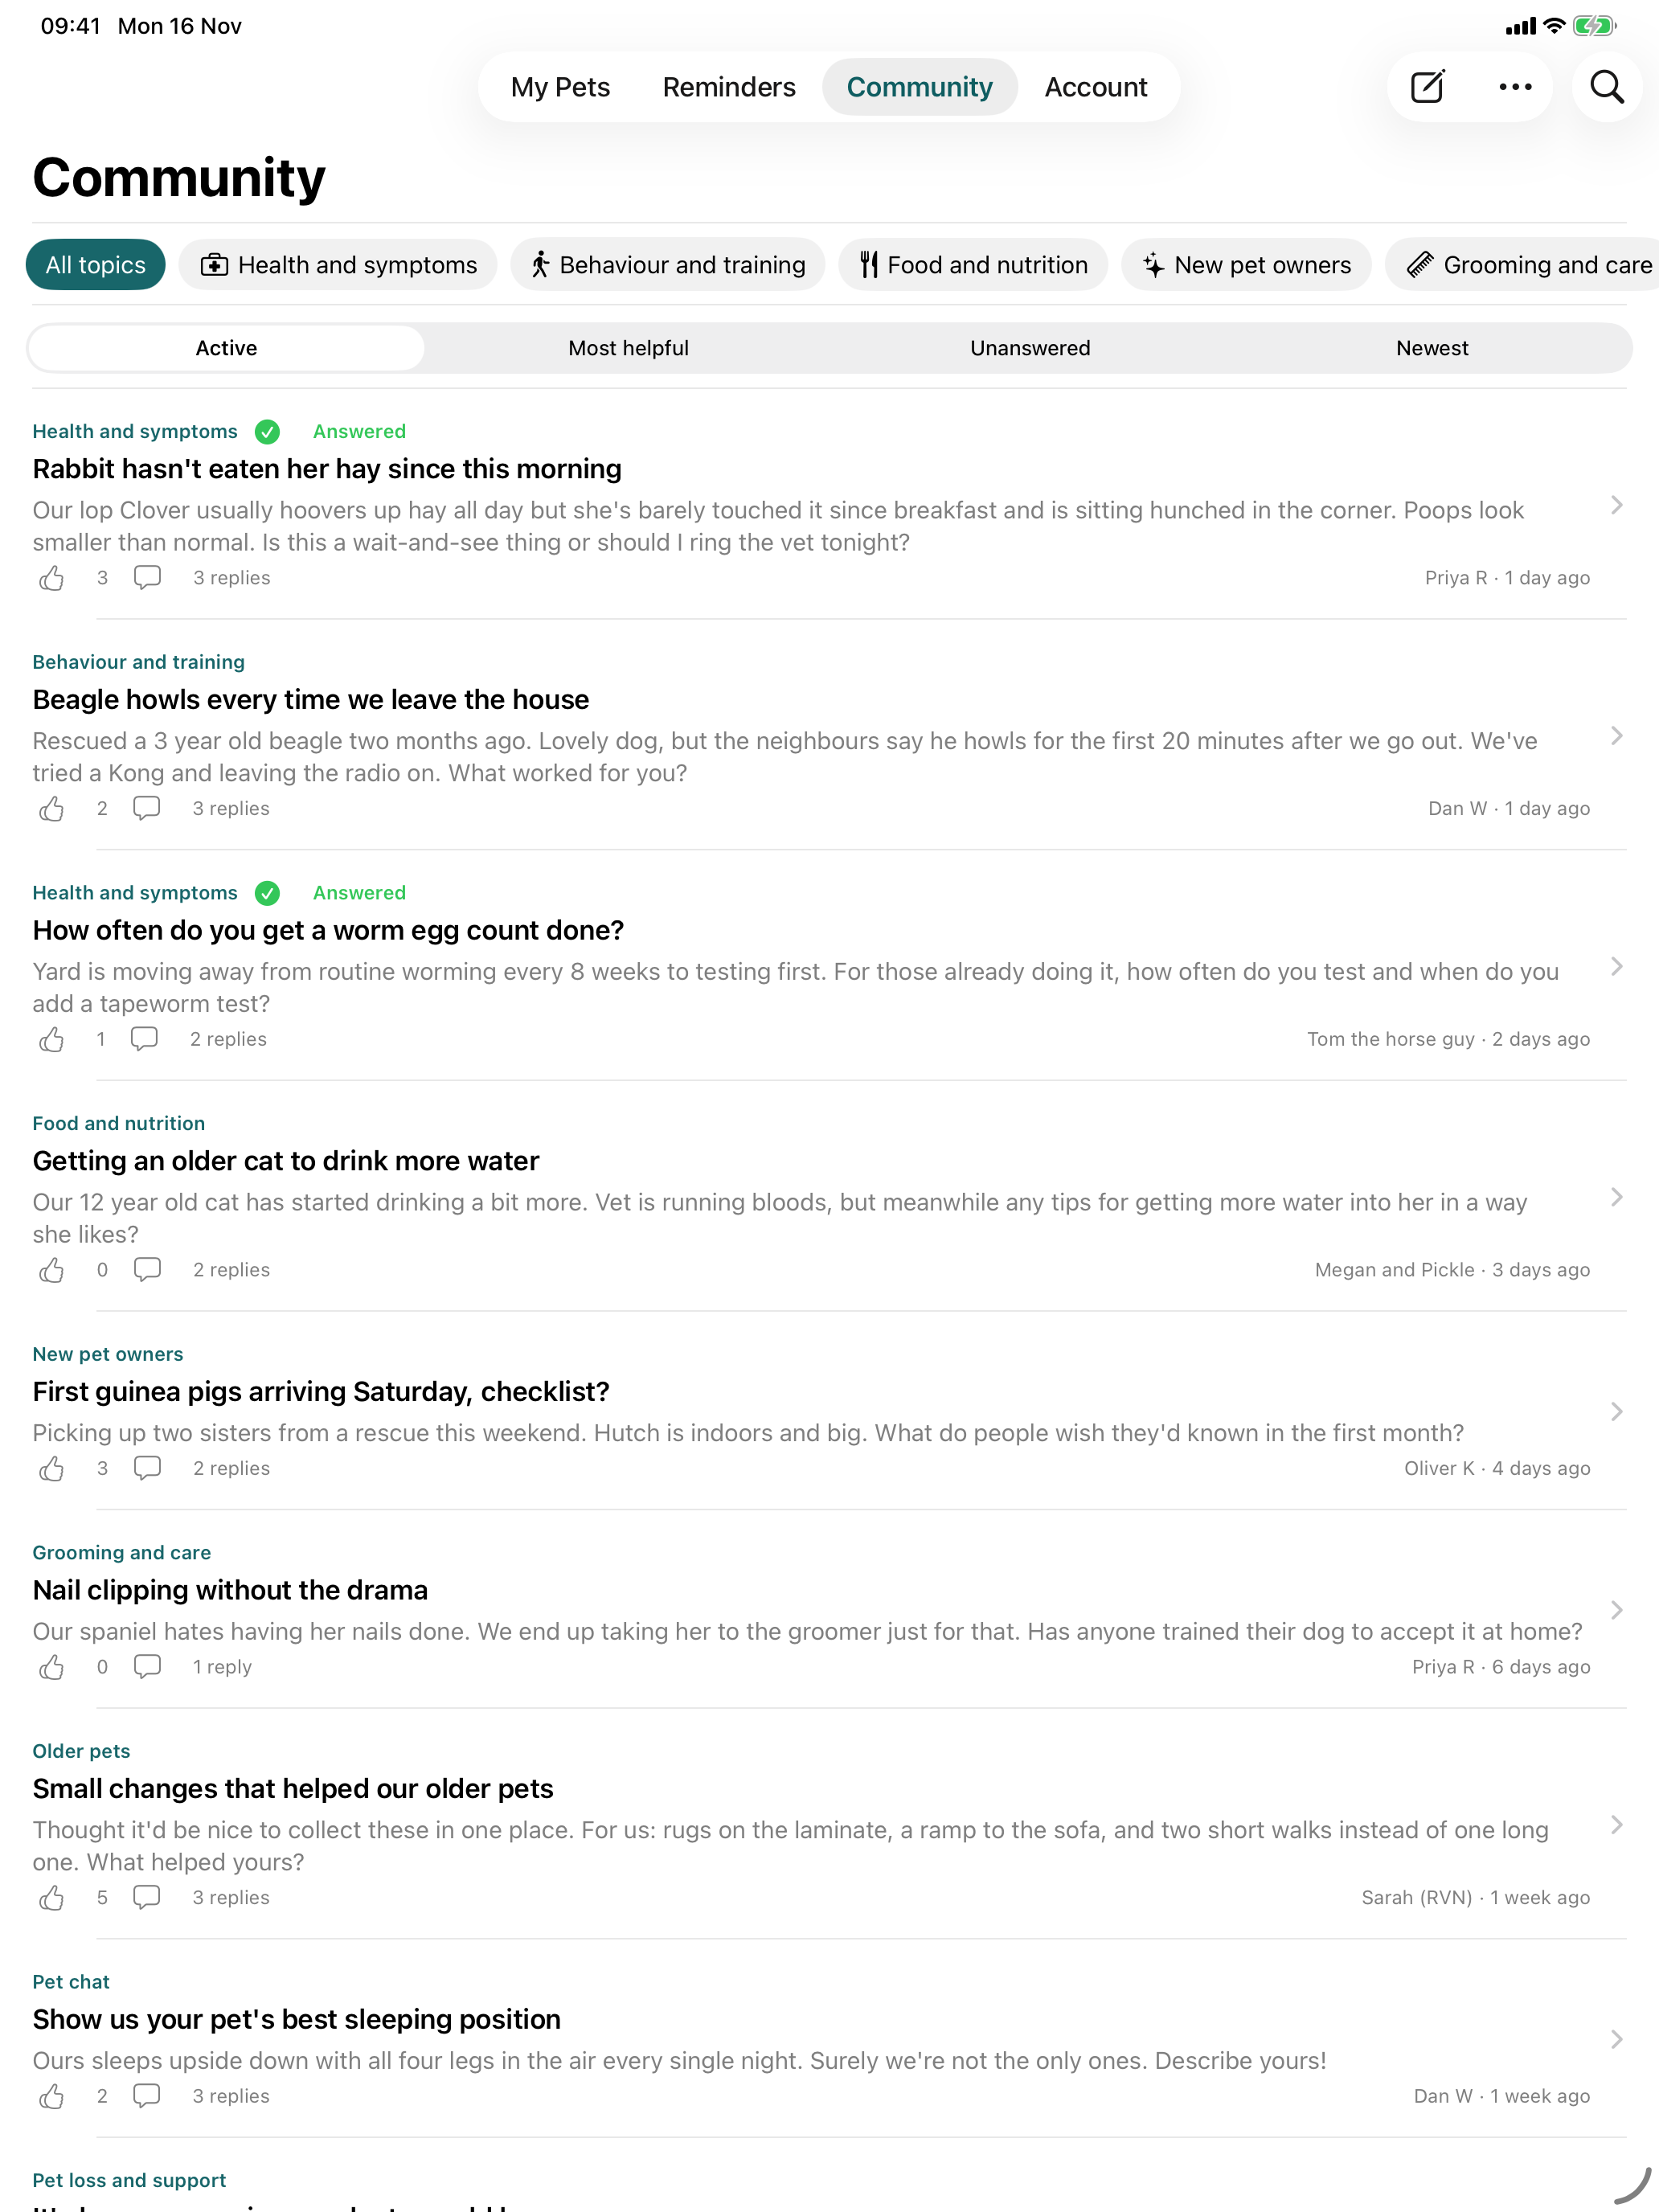 09:41 Mon 16 Nov
My Pets Reminders Community Account
Community
All topics Health and symptoms Behaviour and training Food and nutrition New pet owners Grooming and care
Active Most helpful Unanswered Newest
Health and symptoms Answered
Rabbit hasn't eaten her hay since this morning
Our lop Clover usually hoovers up hay all day but she's barely touched it since breakfast and is sitting hunched in the corner. Poops look
smaller than normal. Is this a wait-and-see thing or should I ring the vet tonight?
3 3 replies Priya R · 1 day ago
Behaviour and training
Beagle howls every time we leave the house
Rescued a 3 year old beagle two months ago. Lovely dog, but the neighbours say he howls for the first 20 minutes after we go out. We've
tried a Kong and leaving the radio on. What worked for you?
2 3 replies Dan W · 1 day ago
Health and symptoms Answered
How often do you get a worm egg count done?
Yard is moving away from routine worming every 8 weeks to testing first. For those already doing it, how often do you test and when do you
add a tapeworm test?
1 2 replies Tom the horse guy · 2 days ago
Food and nutrition
Getting an older cat to drink more water
Our 12 year old cat has started drinking a bit more. Vet is running bloods, but meanwhile any tips for getting more water into her in a way
she likes?
0 2 replies Megan and Pickle · 3 days ago
New pet owners
First guinea pigs arriving Saturday, checklist?
Picking up two sisters from a rescue this weekend. Hutch is indoors and big. What do people wish they'd known in the first month?
3 2 replies Oliver K · 4 days ago
Grooming and care
Nail clipping without the drama
Our spaniel hates having her nails done. We end up taking her to the groomer just for that. Has anyone trained their dog to accept it at home?
0 1 reply Priya R · 6 days ago
Older pets
Small changes that helped our older pets
Thought it'd be nice to collect these in one place. For us: rugs on the laminate, a ramp to the sofa, and two short walks instead of one long
one. What helped yours?
5 3 replies Sarah (RVN) · 1 week ago
Pet chat
Show us your pet's best sleeping position
Ours sleeps upside down with all four legs in the air every single night. Surely we're not the only ones. Describe yours!
2 3 replies Dan W · 1 week ago
Pet loss and support